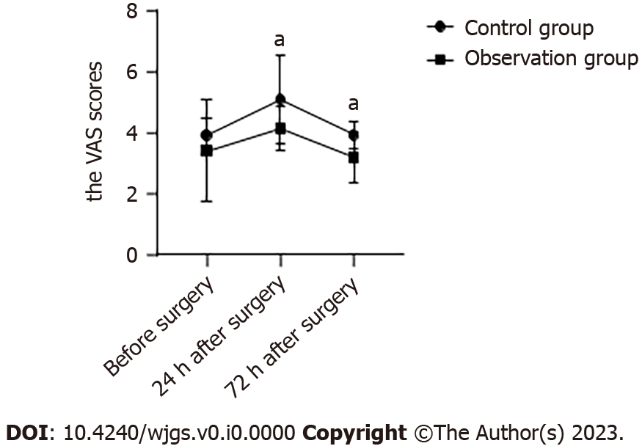 8
6
4
2
0
the VAS scores
a
a
Control group
Observation group
Before surgery
24 h after surgery
72 h after surgery
DOI: 10.4240/wjgs.v0.i0.0000 Copyright ©The Author(s) 2023.